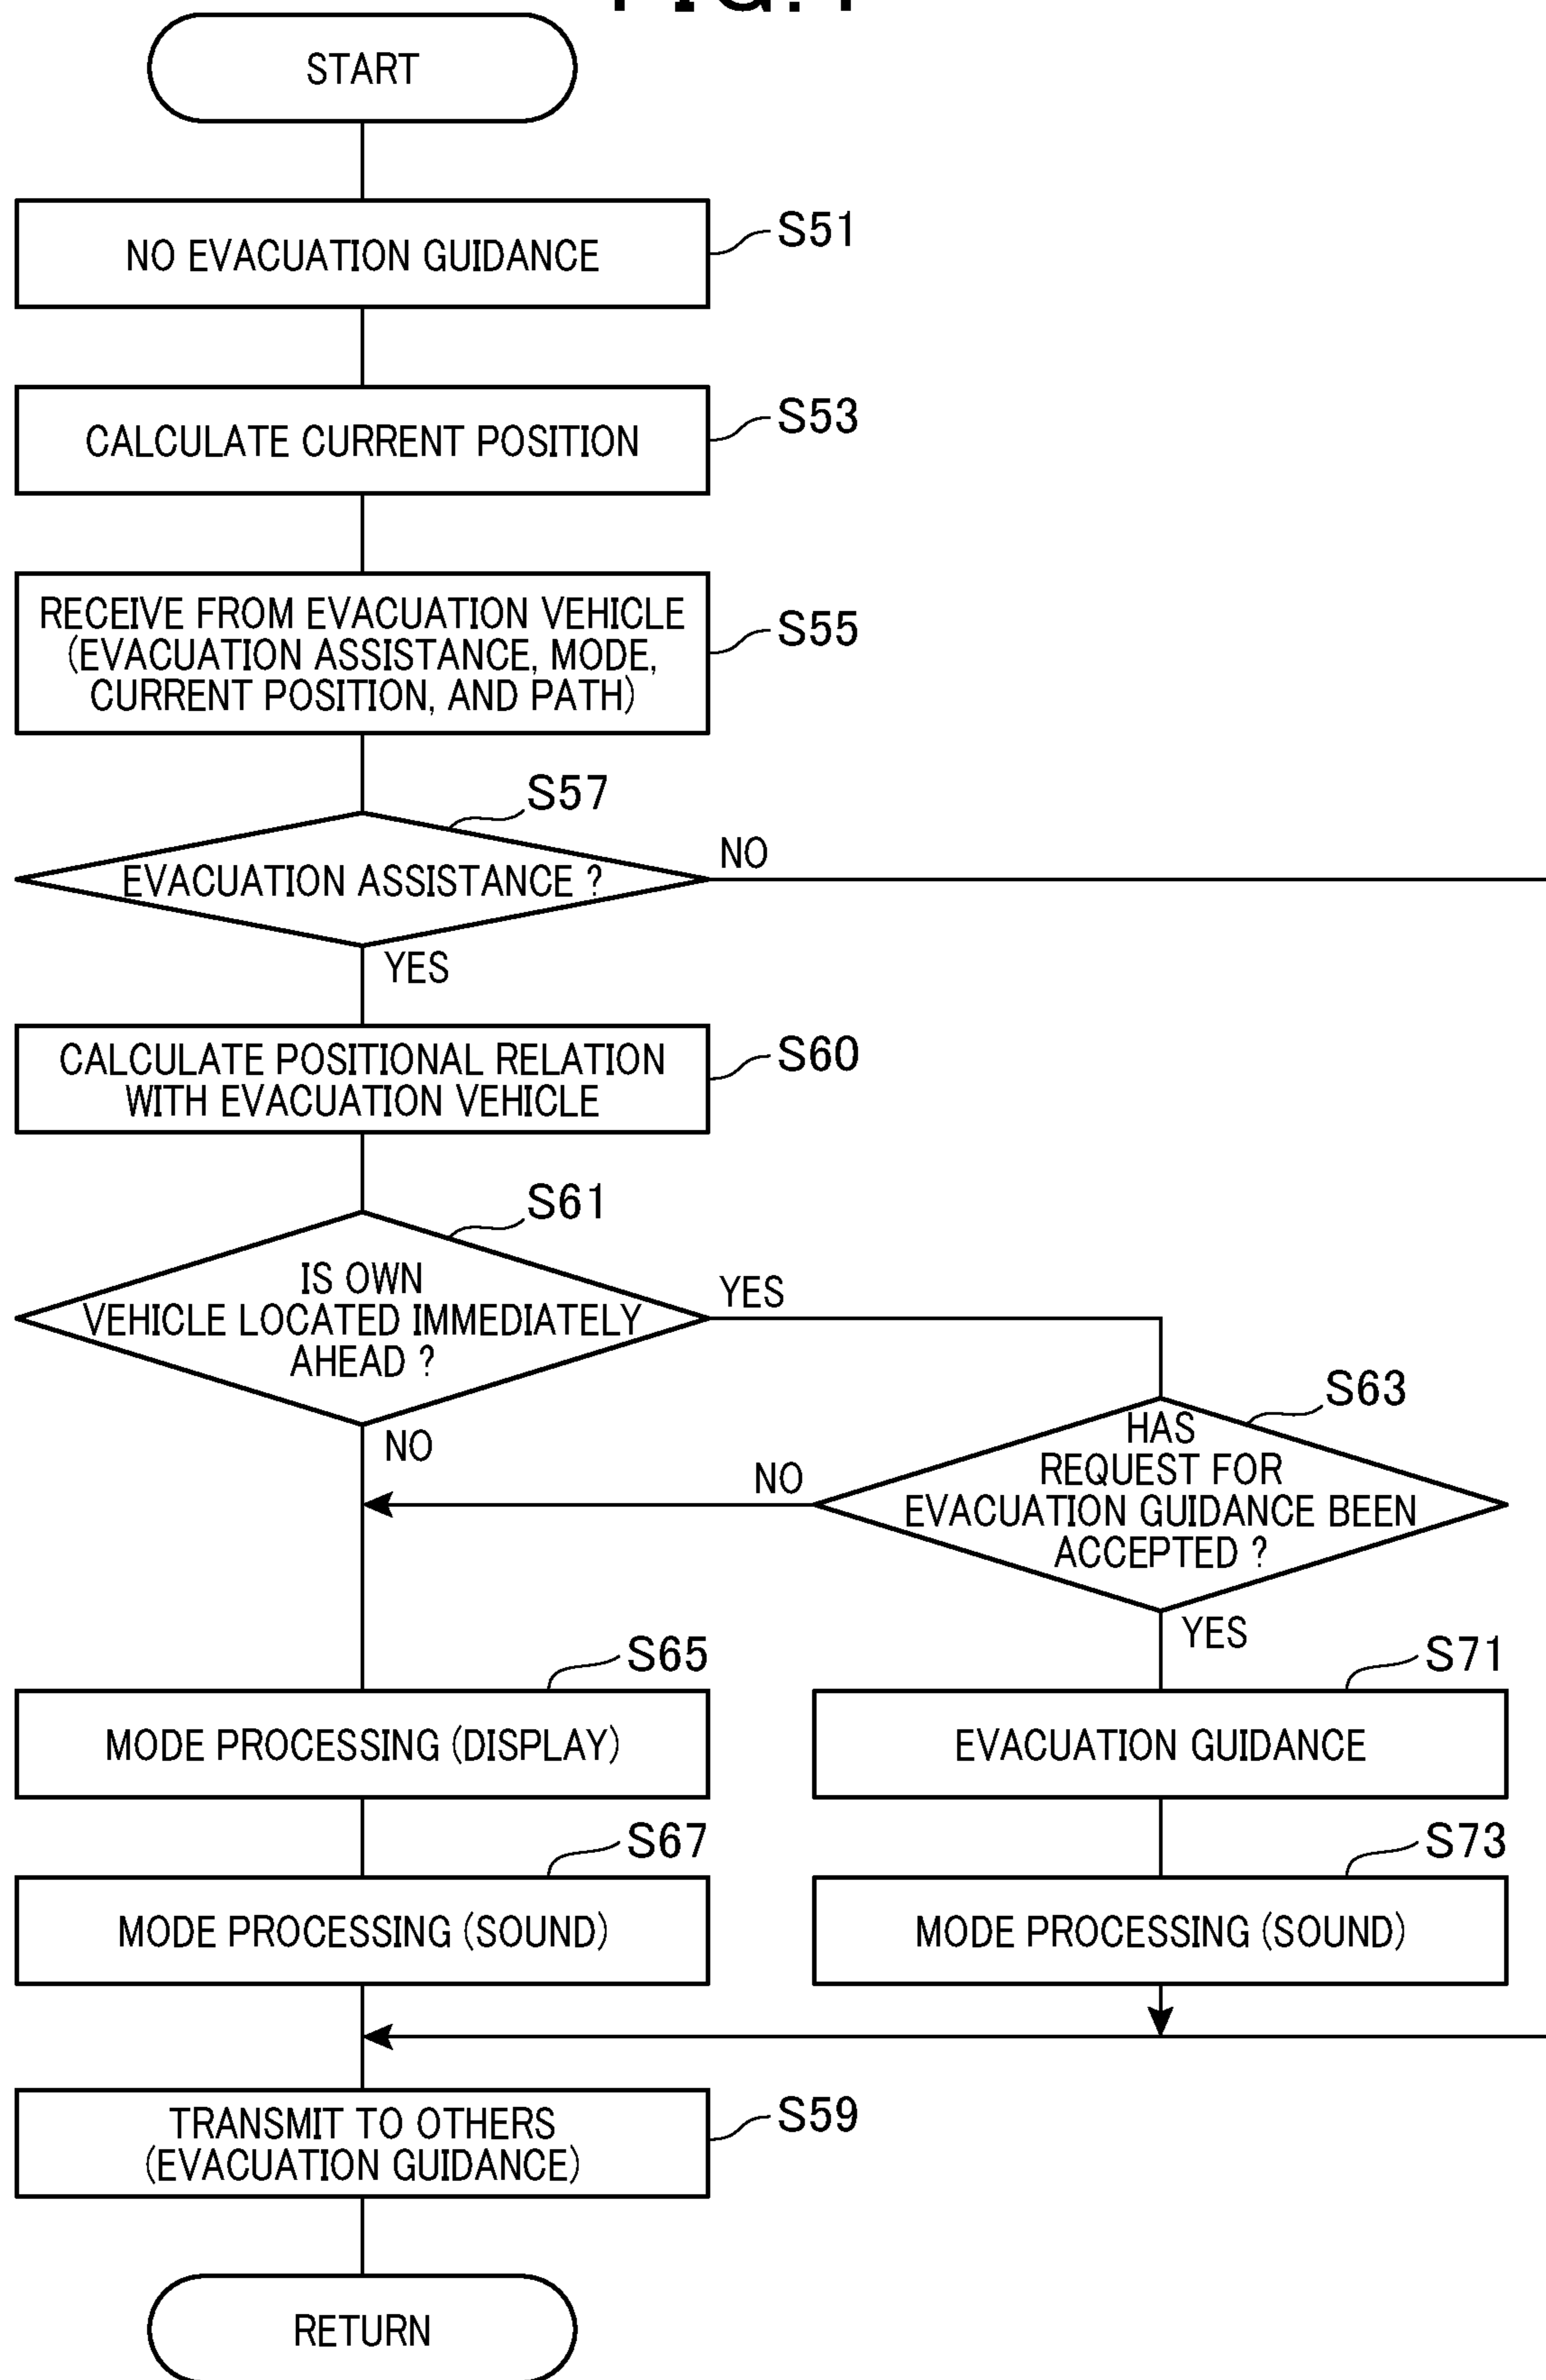 START
NO EVACUATION GUIDANCE
S51
CALCULATE CURRENT POSITION
S53
RECEIVE FROM EVACUATION VEHICLE
(EVACUATION ASSISTANCE, MODE,
CURRENT POSITION, AND PATH)
S55
S57
EVACUATION ASSISTANCE ?
NO
YES
CALCULATE POSITIONAL RELATION
WITH EVACUATION VEHICLE
S60
S61
IS OWN
VEHICLE LOCATED IMMEDIATELY
AHEAD ?
YES
NO
S63
HAS
REQUEST FOR
EVACUATION GUIDANCE BEEN
ACCEPTED ?
NO
YES
S65
MODE PROCESSING (DISPLAY)
S71
EVACUATION GUIDANCE
S67
MODE PROCESSING (SOUND)
S73
MODE PROCESSING (SOUND)
TRANSMIT TO OTHERS
(EVACUATION GUIDANCE)
S59
RETURN